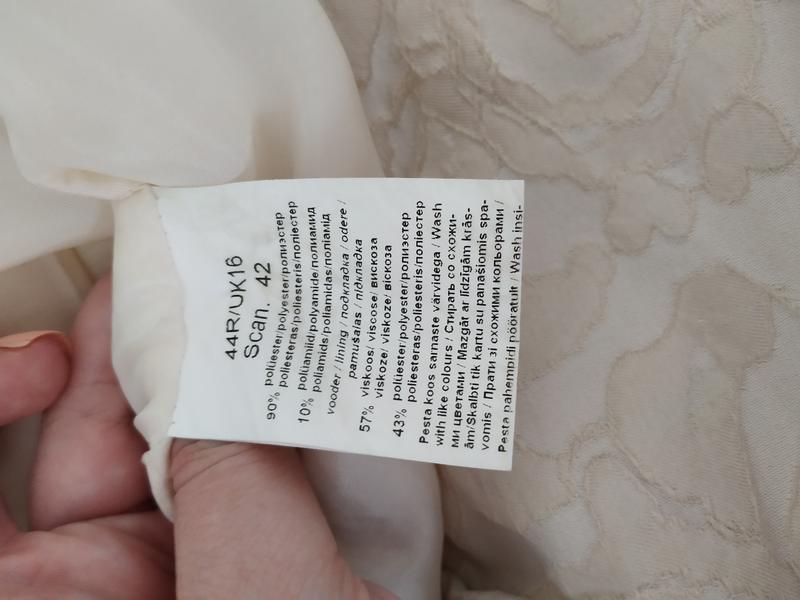 44R/UK16
Scan. 42
90% polüester/polyester/полиэстер
poliesteras/poliesteris/поліестер
10% polüamiid/polyamide/полиамид
poliamids/poliamidas/поліамід
vooder / lining / подкладка / odere /
pamušalas / підкладка
57% viskoos/ viscose/ вискоза
viskoze/ viskozė/ віскоза
43% polüester/polyester/полиэстер
poliesteras/poliesteris/поліестер
Pesta koos sarnaste värvidega / Wash
with like colours / Стирать со схожи-
ми цветами / Mazgāt ar līdzīgām krās-
ām/Skalbti tik kartu su panašiomis spa-
vomis / Прати зі схожими кольорами /
Pesta pahempidi pööratult / Wash insi-